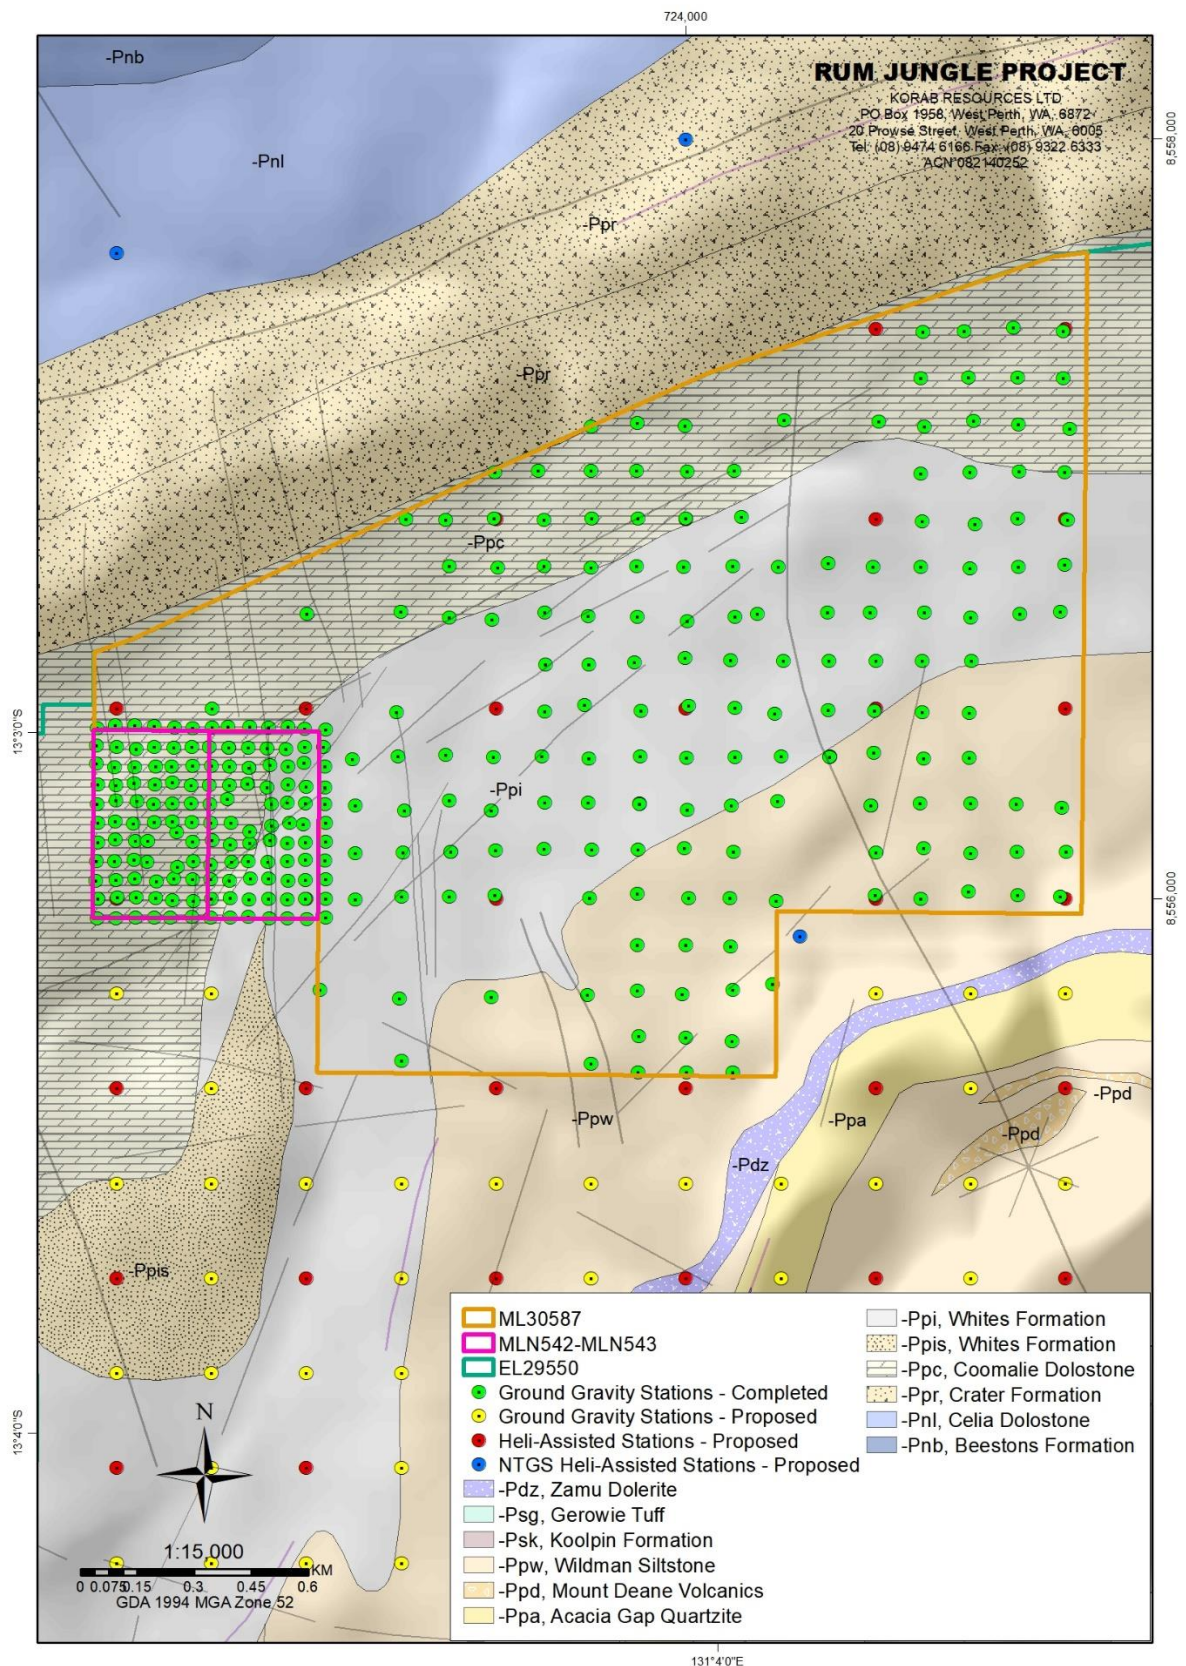 724,000
-Pnb
RUM JUNGLE PROJECT
KORAB RESOURCES LTD
PO Box 1958, West Perth, WA, 6872
20 Prowse Street, West Perth, WA, 6005
Tel: (08) 9474 6166 Fax: (08) 9322 6333
ACN 082140252
8,558,000
-Pnl
-Ppr
-Ppr
-Ppc
13°3'0"S
-Ppi
8,556,000
-Ppw
-Ppa
-Ppd
-Ppd
-Pdz
-Ppis
ML30587
MLN542-MLN543
EL29550
Ground Gravity Stations - Completed
Ground Gravity Stations - Proposed
Heli-Assisted Stations - Proposed
NTGS Heli-Assisted Stations - Proposed
-Pdz, Zamu Dolerite
-Psg, Gerowie Tuff
-Psk, Koolpin Formation
-Ppw, Wildman Siltstone
-Ppd, Mount Deane Volcanics
-Ppa, Acacia Gap Quartzite
-Ppi, Whites Formation
-Ppis, Whites Formation
-Ppc, Coomalie Dolostone
-Ppr, Crater Formation
-Pnl, Celia Dolostone
-Pnb, Beestons Formation
13°4'0"S
N
1:15,000
KM
0 0.075 0.15 0.3 0.45 0.6
GDA 1994 MGA Zone 52
131°4'0"E